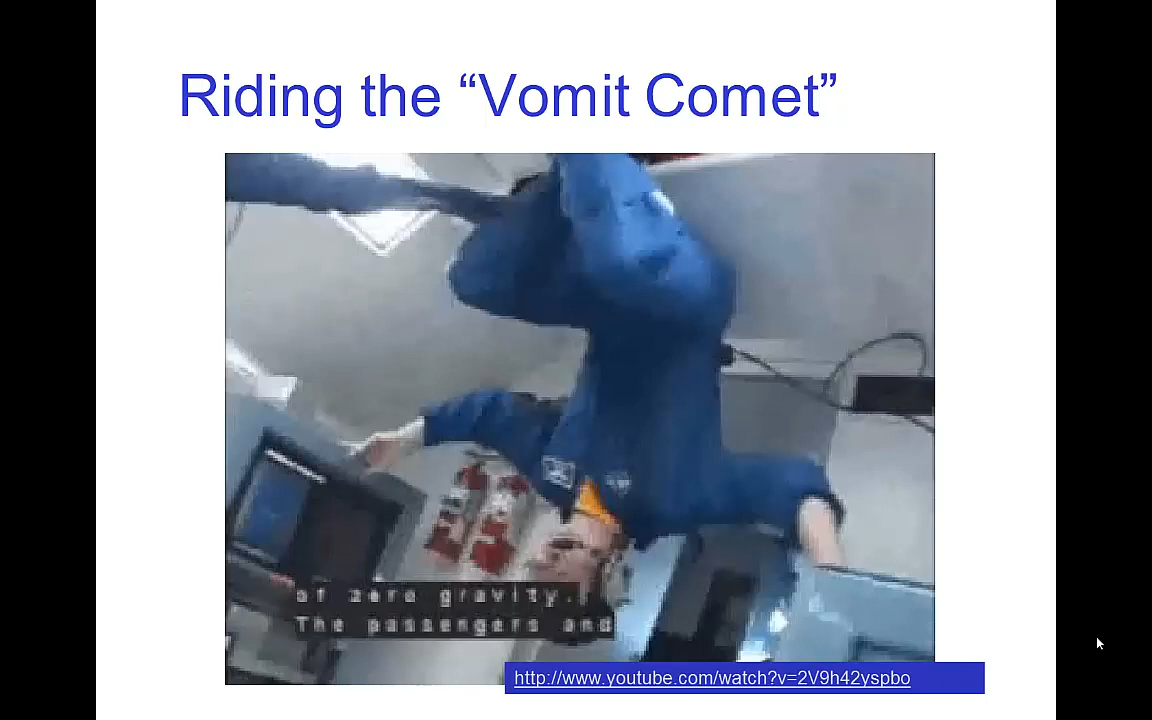 Riding the “Vomit Comet”
of zero gravity.
The passengers and
http://www.youtube.com/watch?v=2V9h42yspbo